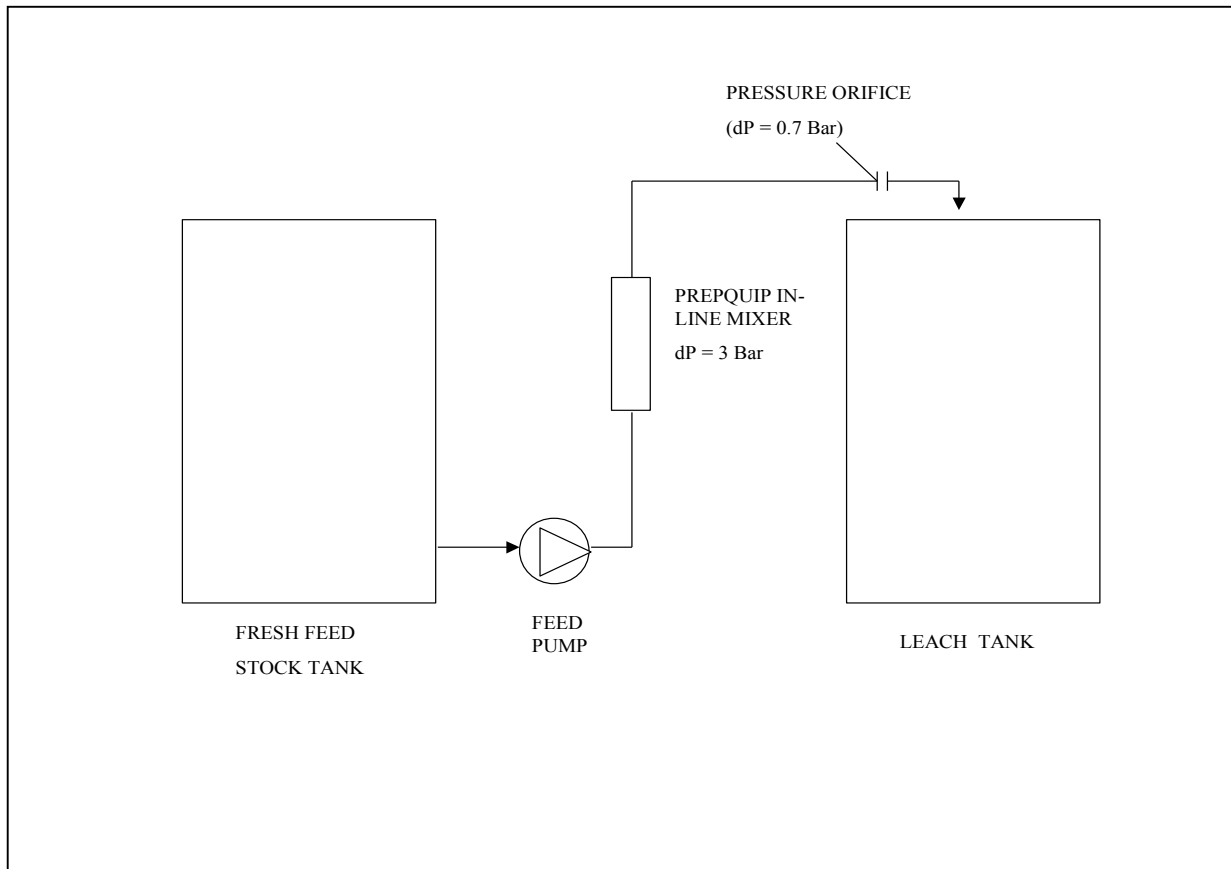 PRESSURE ORIFICE
(dP = 0.7 Bar)
PREPQUIP IN-
LINE MIXER
dP = 3 Bar
FEED
PUMP
FRESH FEED
STOCK TANK
LEACH TANK